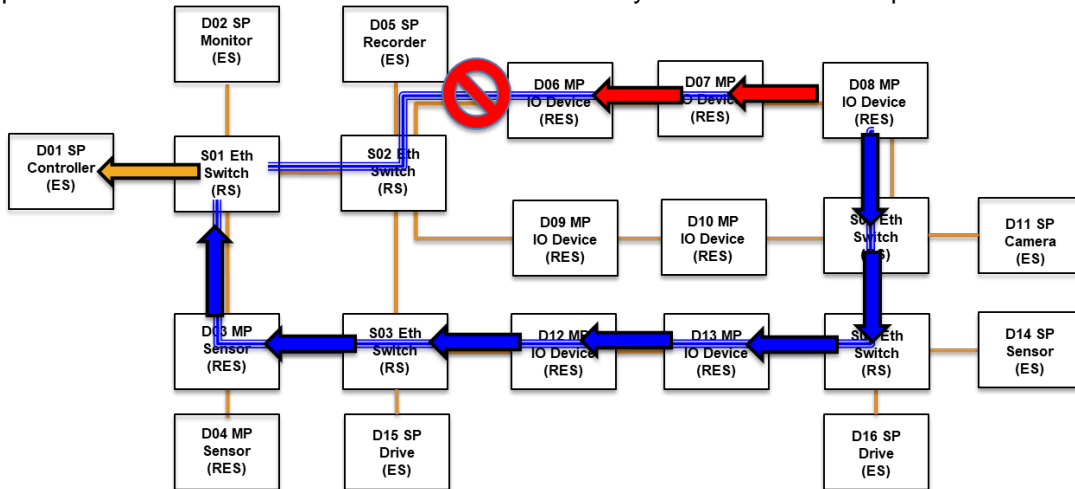 D02 SP
Monitor
(ES)
D05 SP
Recorder
(ES)
D06 MP
IO Device
(RES)
D07 MP
IO Device
(RES)
D08 MP
IO Device
(RES)
D01 SP
Controller
(ES)
S01 Eth
Switch
(RS)
S02 Eth
Switch
(RS)
D09 MP
IO Device
(RES)
D10 MP
IO Device
(RES)
Eth
Switch
D11 SP
Camera
(ES)
D03 MP
Sensor
(RES)
S03 Eth
Switch
(RS)
D12 MP
IO Device
(RES)
D13 MP
IO Device
(RES)
Eth
Switch
(RS)
D14 SP
Sensor
(ES)
D04 MP
Sensor
(RES)
D15 SP
Drive
(ES)
D16 SP
Drive
(ES)